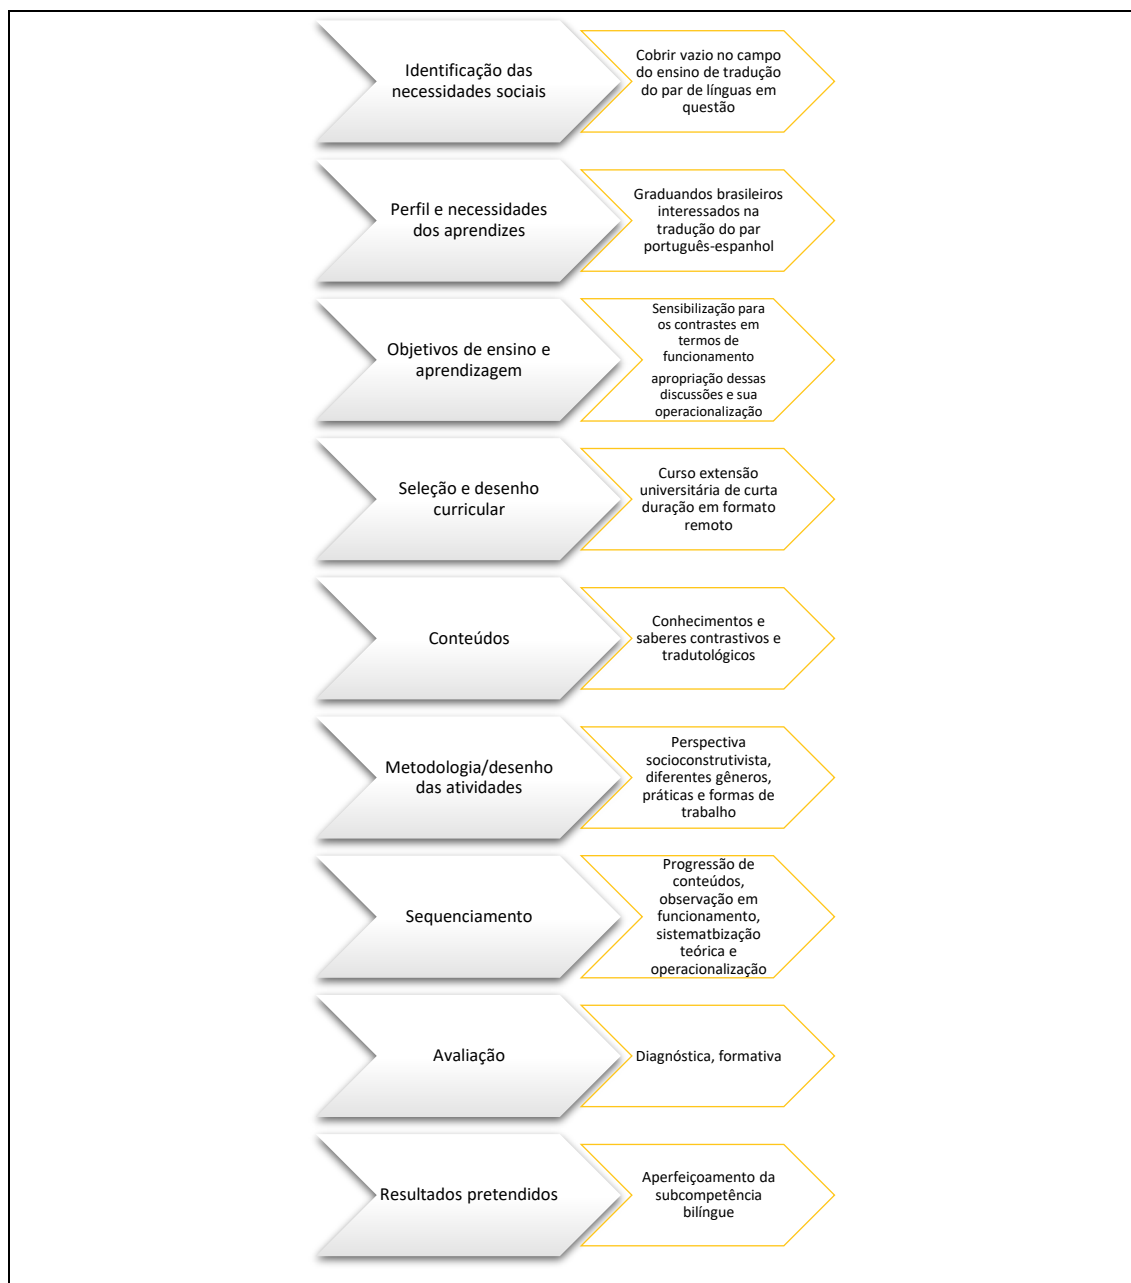 Identificação das
necessidades sociais
Cobrir vazio no campo
do ensino de tradução
do par de línguas em
questão
Perfil e necessidades
dos aprendizes
Graduandos brasileiros
interessados na
tradução do par
português-espanhol
Objetivos de ensino e
aprendizagem
Sensibilização para
os contrastes em
termos de
funcionamento
apropriação dessas
discussões e sua
operacionalização
Seleção e desenho
curricular
Curso extensão
universitária de curta
duração em formato
remoto
Conteúdos
Conhecimentos e
saberes contrastivos e
tradutológicos
Metodologia/desenho
das atividades
Perspectiva
socioconstrutivista,
diferentes gêneros,
práticas e formas de
trabalho
Sequenciamento
Progressão de
conteúdos,
observação em
funcionamento,
sistematbização
teórica e
operacionalização
Avaliação
Diagnóstica, formativa
Resultados pretendidos
Aperfeiçoamento da
subcompetência
bilíngue